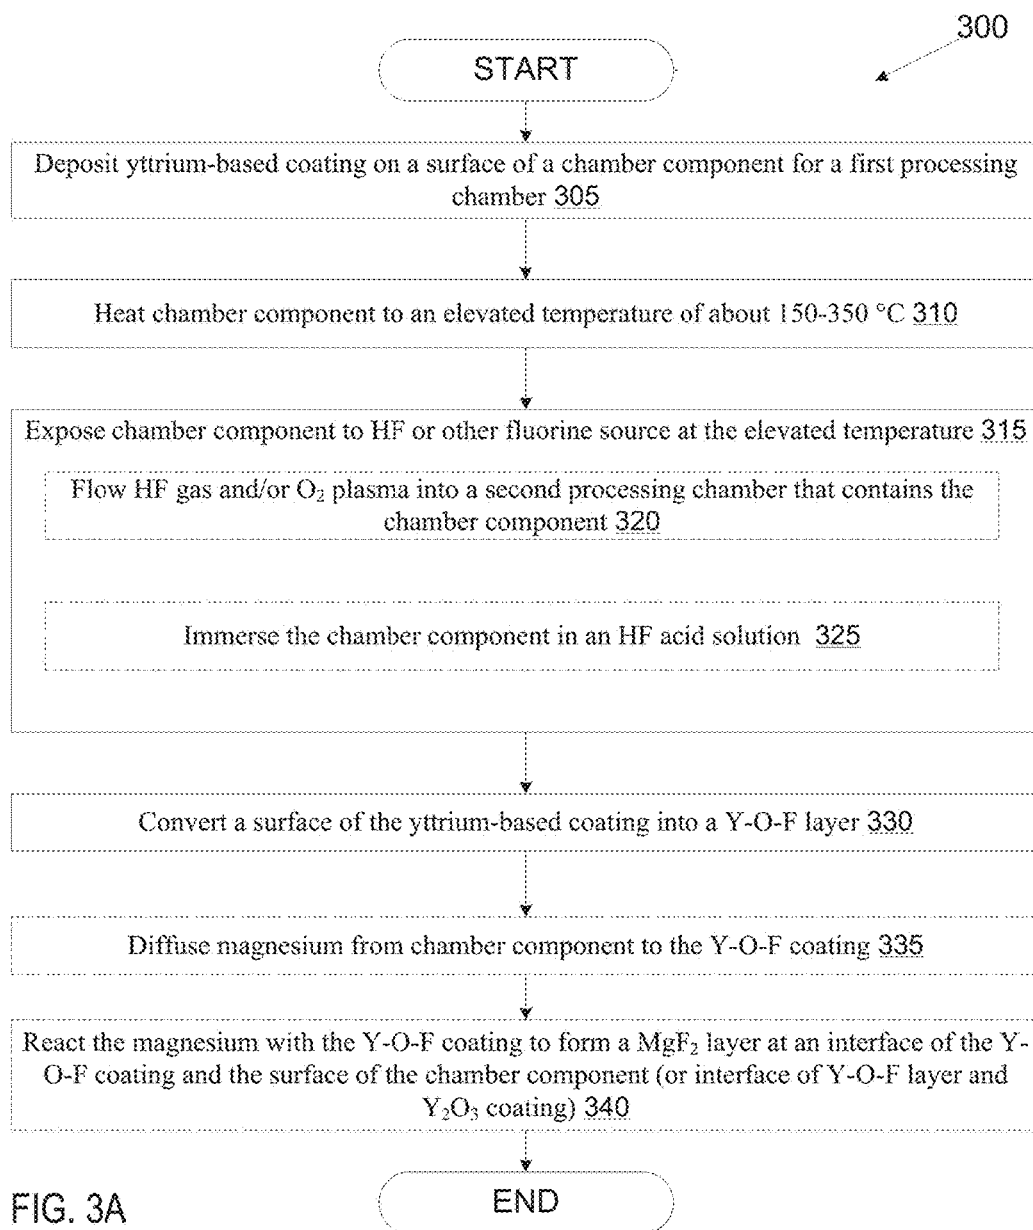 300
START
Deposit yttrium-based coating on a surface of a chamber component for a first processing
chamber 305
Heat chamber component to an elevated temperature of about 150-350 °C 310
Expose chamber component to HF or other fluorine source at the elevated temperature 315
Flow HF gas and/or O₂ plasma into a second processing chamber that contains the
chamber component 320
Immerse the chamber component in an HF acid solution 325
Convert a surface of the yttrium-based coating into a Y-O-F layer 330
Diffuse magnesium from chamber component to the Y-O-F coating 335
React the magnesium with the Y-O-F coating to form a MgF₂ layer at an interface of the Y-
O-F coating and the surface of the chamber component (or interface of Y-O-F layer and
Y₂O₃ coating) 340
END
FIG. 3A